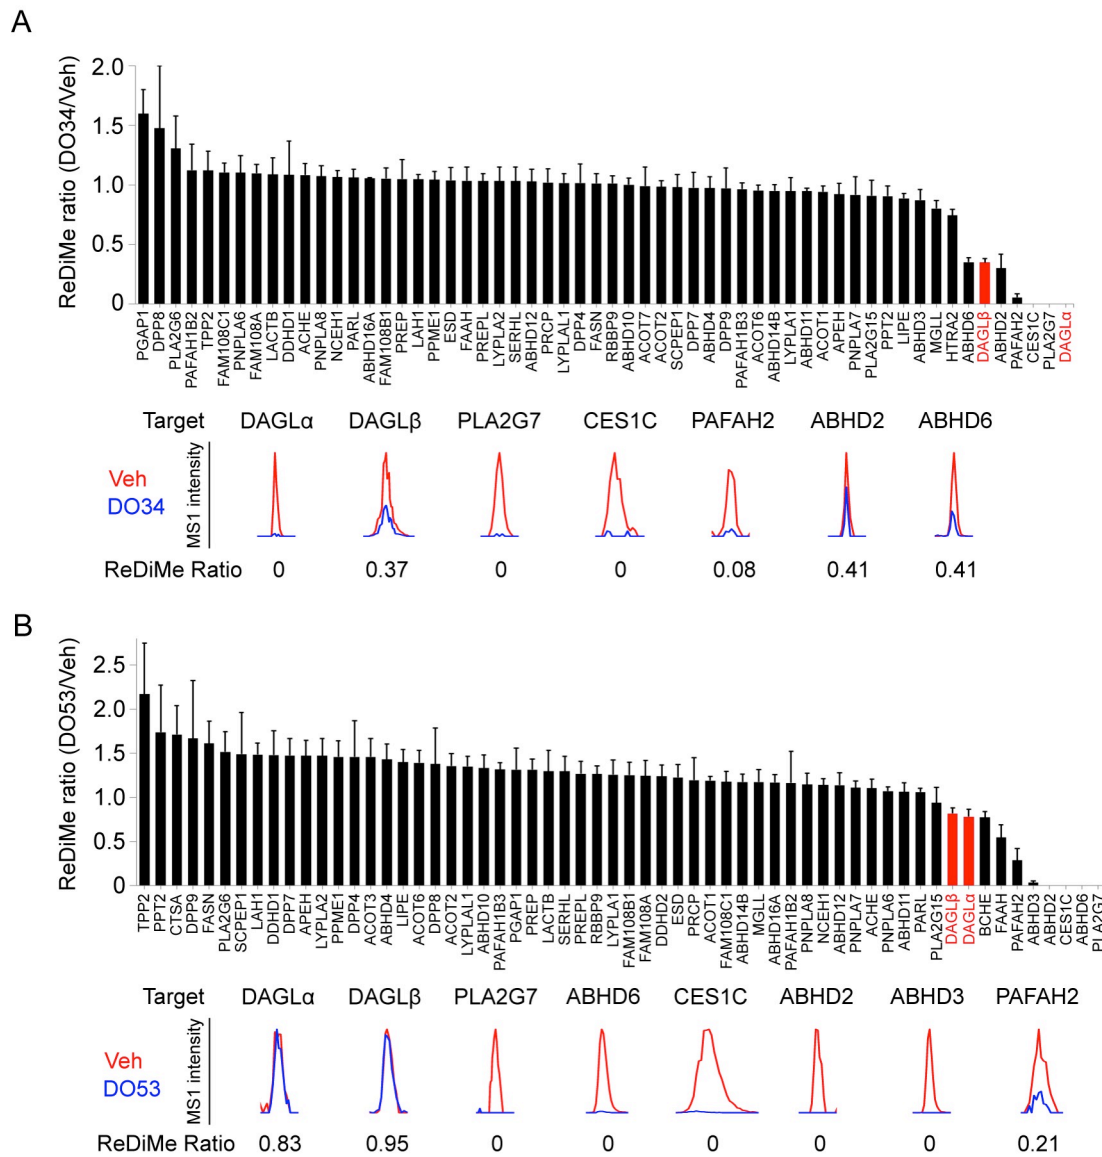 A
ReDiMe ratio (DO34/Veh)
2.0
1.5
1.0
0.5
0
PGAP1
DPP8
PLA2G6
PAFAH1B2
TPP2
FAM108C1
PNPLA6
FAM108A
LACTB
DDHD1
ACHE
PNPLA8
NCEH1
PARL
ABHD16A
FAM108B1
PREP
LAH1
PPME1
ESD
FAAH
PREPL
LYPLA2
SERHL
ABHD12
PRCP
LYPLAL1
DPP4
FASN
RBBP9
ABHD10
ACOT7
ACOT2
SCPEP1
DPP7
ABHD4
DPP9
PAFAH1B3
ACOT6
ABHD14B
LYPLA1
ABHD11
ACOT1
APEH
PNPLA7
PLA2G15
PPT2
LIPE
ABHD3
MGLL
HTRA2
ABHD6
DAGLβ
ABHD2
PAFAH2
CES1C
PLA2G7
DAGLα
Target DAGLα DAGLβ PLA2G7 CES1C PAFAH2 ABHD2 ABHD6
Veh
DO34
MS1 intensity
ReDiMe Ratio 0 0.37 0 0 0.08 0.41 0.41
B
ReDiMe ratio (DO53/Veh)
2.5
2.0
1.5
1.0
0.5
0
TPP2
PPT2
CTSA
DPP9
FASN
PLA2G6
SCPEP1
LAH1
DDHD1
DPP7
APEH
LYPLA2
PPME1
DPP4
ACOT3
ABHD4
LIPE
ACOT6
DPP8
ACOT2
LYPLAL1
ABHD10
PAFAH1B3
PGAP1
PREP
LACTB
SERHL
PREPL
RBBP9
LYPLA1
FAM108B1
FAM108A
DDHD2
ESD
PRCP
ACOT1
FAM108C1
ABHD14B
MGLL
ABHD16A
PAFAH1B2
PNPLA8
NCEH1
ABHD12
PNPLA7
ACHE
PNPLA6
ABHD11
PARL
PLA2G15
DAGLβ
DAGLα
BCHE
FAAH
PAFAH2
ABHD3
ABHD2
CES1C
ABHD6
PLA2G7
Target DAGLα DAGLβ PLA2G7 ABHD6 CES1C ABHD2 ABHD3 PAFAH2
Veh
DO53
MS1 intensity
ReDiMe Ratio 0.83 0.95 0 0 0 0 0 0.21